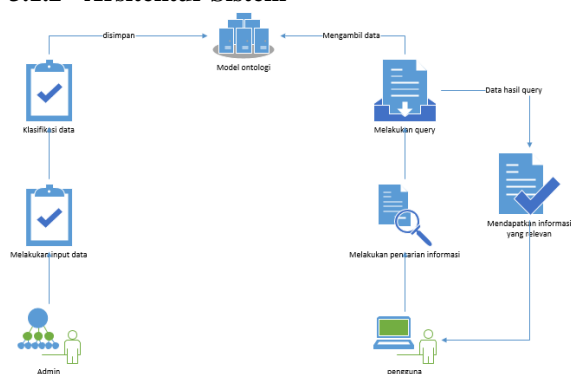 disimpan
Mengambil data
Model ontologi
Klasifikasi data
Melakukan query
Data hasil query
Mendapatkan informasi
yang relevan
Melakukan input data
Melakukan pencarian informasi
Admin
pengguna